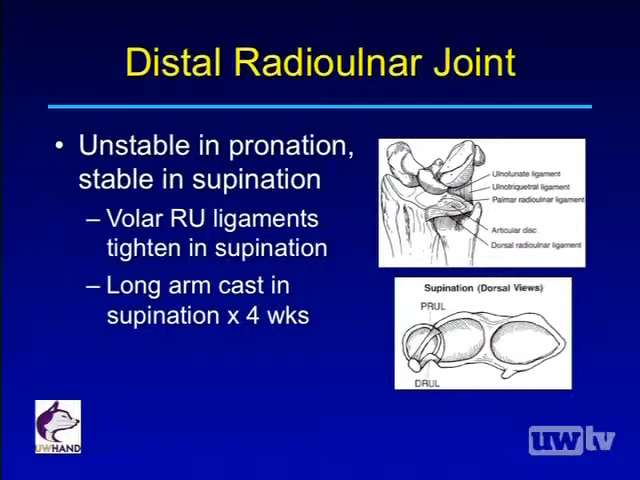 Distal Radioulnar Joint
• Unstable in pronation,
stable in supination
– Volar RU ligaments
tighten in supination
– Long arm cast in
supination x 4 wks
Ulnolunate ligament
Ulnotriquetral ligament
Palmar radioulnar ligament
Articular disc
Dorsal radioulnar ligament
Supination (Dorsal Views)
PRUL
DRUL
UWHAND
uwtv